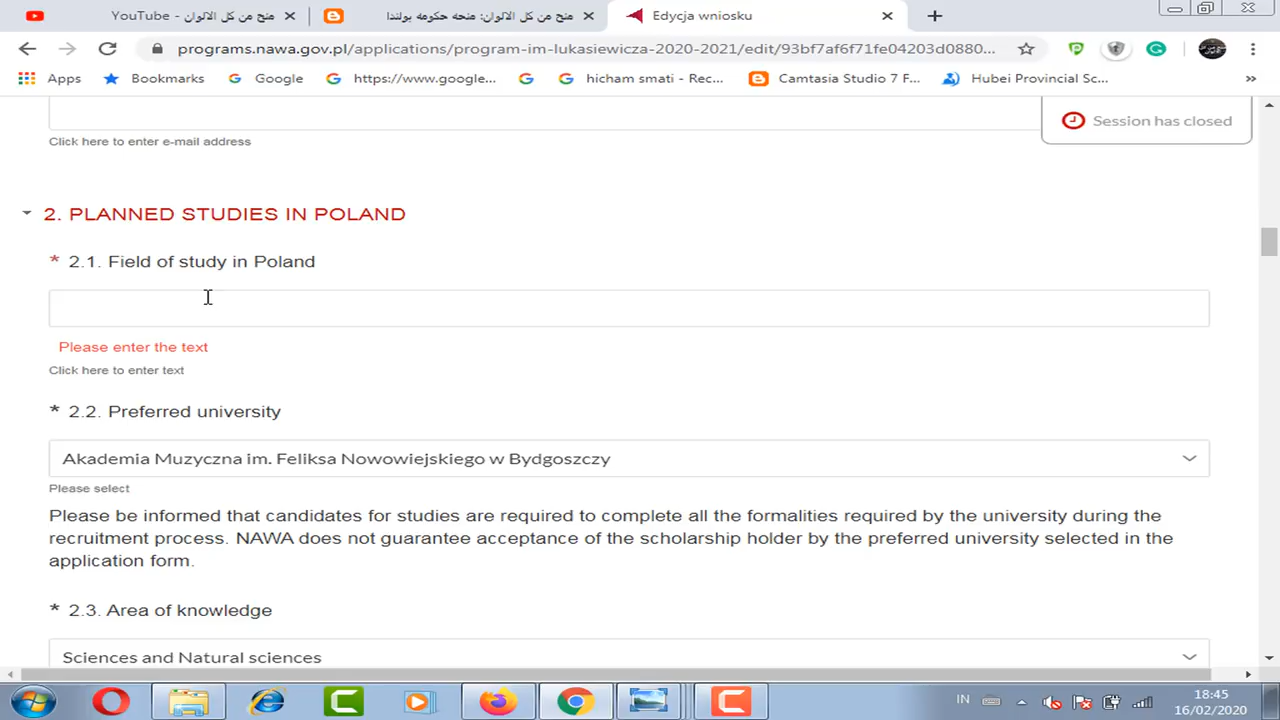 منح من كل الالوان - YouTube
منح من كل الالوان: منحة حكومه بولندا
Edycja wniosku
programs.nawa.gov.pl/applications/program-im-lukasiewicza-2020-2021/edit/93bf7af6f71fe04203d0880...
Apps
Bookmarks
Google
https://www.google...
hicham smati - Rec...
Camtasia Studio 7 F...
Hubei Provincial Sc...
»
Session has closed
Click here to enter e-mail address
2. PLANNED STUDIES IN POLAND
* 2.1. Field of study in Poland
Please enter the text
Click here to enter text
* 2.2. Preferred university
Akademia Muzyczna im. Feliksa Nowowiejskiego w Bydgoszczy
Please select
Please be informed that candidates for studies are required to complete all the formalities required by the university during the
recruitment process. NAWA does not guarantee acceptance of the scholarship holder by the preferred university selected in the
application form.
* 2.3. Area of knowledge
Sciences and Natural sciences
IN
18:45
16/02/2020